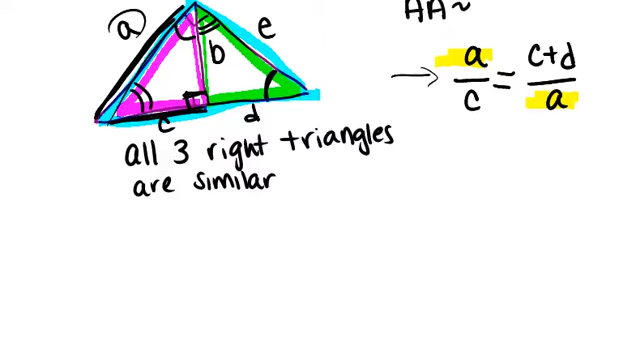 AA~
a
e
b
c
d
→ a/c = c+d/a
all 3 right triangles
are similar